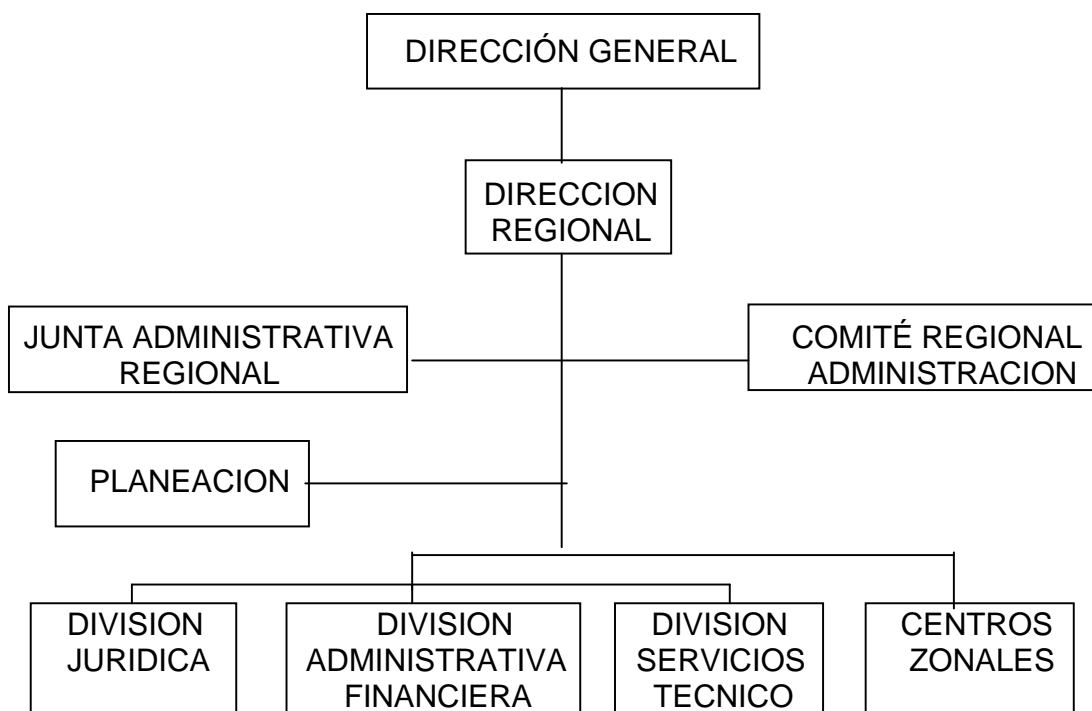 DIRECCIÓN GENERAL
DIRECCION
REGIONAL
JUNTA ADMINISTRATIVA
REGIONAL
COMITÉ REGIONAL
ADMINISTRACION
PLANEACION
DIVISION
JURIDICA
DIVISION
ADMINISTRATIVA
FINANCIERA
DIVISION
SERVICIOS
TECNICO
CENTROS
ZONALES